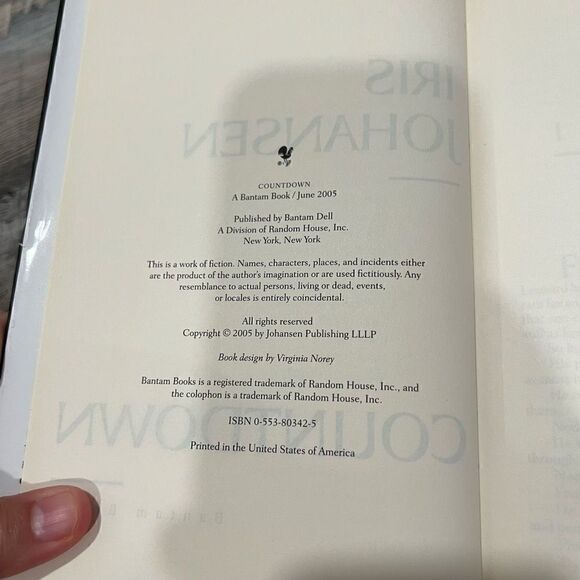 IRIS
JOHANSEN
COUNTDOWN
A Bantam Book / June 2005
Published by Bantam Dell
A Division of Random House, Inc.
New York, New York
This is a work of fiction. Names, characters, places, and incidents either
are the product of the author's imagination or are used fictitiously. Any
resemblance to actual persons, living or dead, events,
or locales is entirely coincidental.
All rights reserved
Copyright © 2005 by Johansen Publishing LLLP
Book design by Virginia Norey
Bantam Books is a registered trademark of Random House, Inc., and
the colophon is a trademark of Random House, Inc.
ISBN 0-553-80342-5
COUNTDOWN
Printed in the United States of America